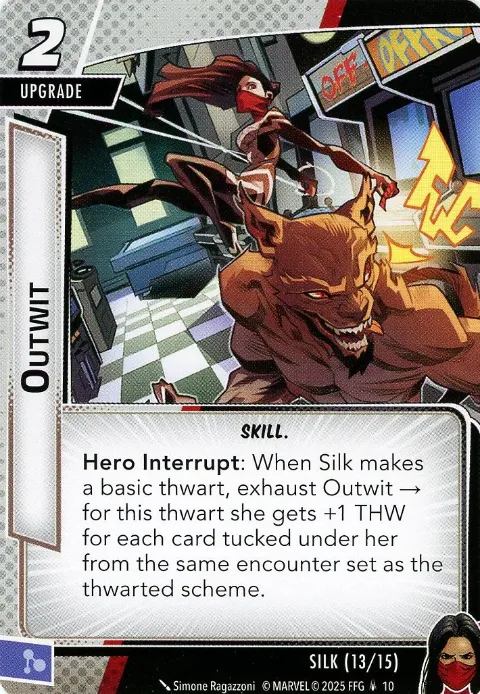 2
UPGRADE
OFF
OUTWIT
SKILL.
Hero Interrupt: When Silk makes
a basic thwart, exhaust Outwit →
for this thwart she gets +1 THW
for each card tucked under her
from the same encounter set as the
thwarted scheme.
SILK (13/15)
Simone Ragazzoni © MARVEL © 2025 FFG 10